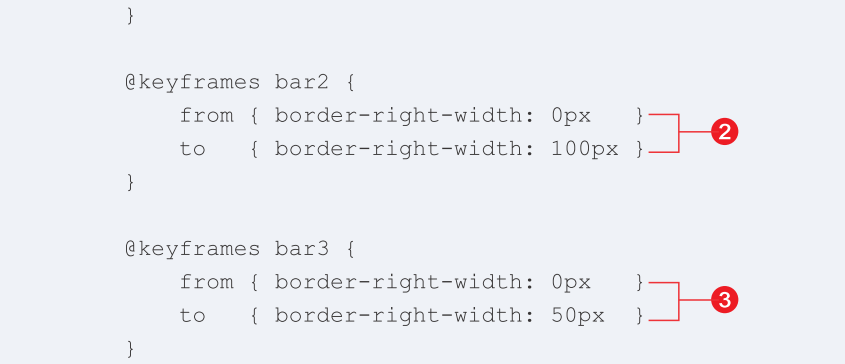 }
@keyframes bar2 {
    from { border-right-width: 0px   } 2
    to   { border-right-width: 100px }
}
@keyframes bar3 {
    from { border-right-width: 0px   } 3
    to   { border-right-width: 50px  }
}